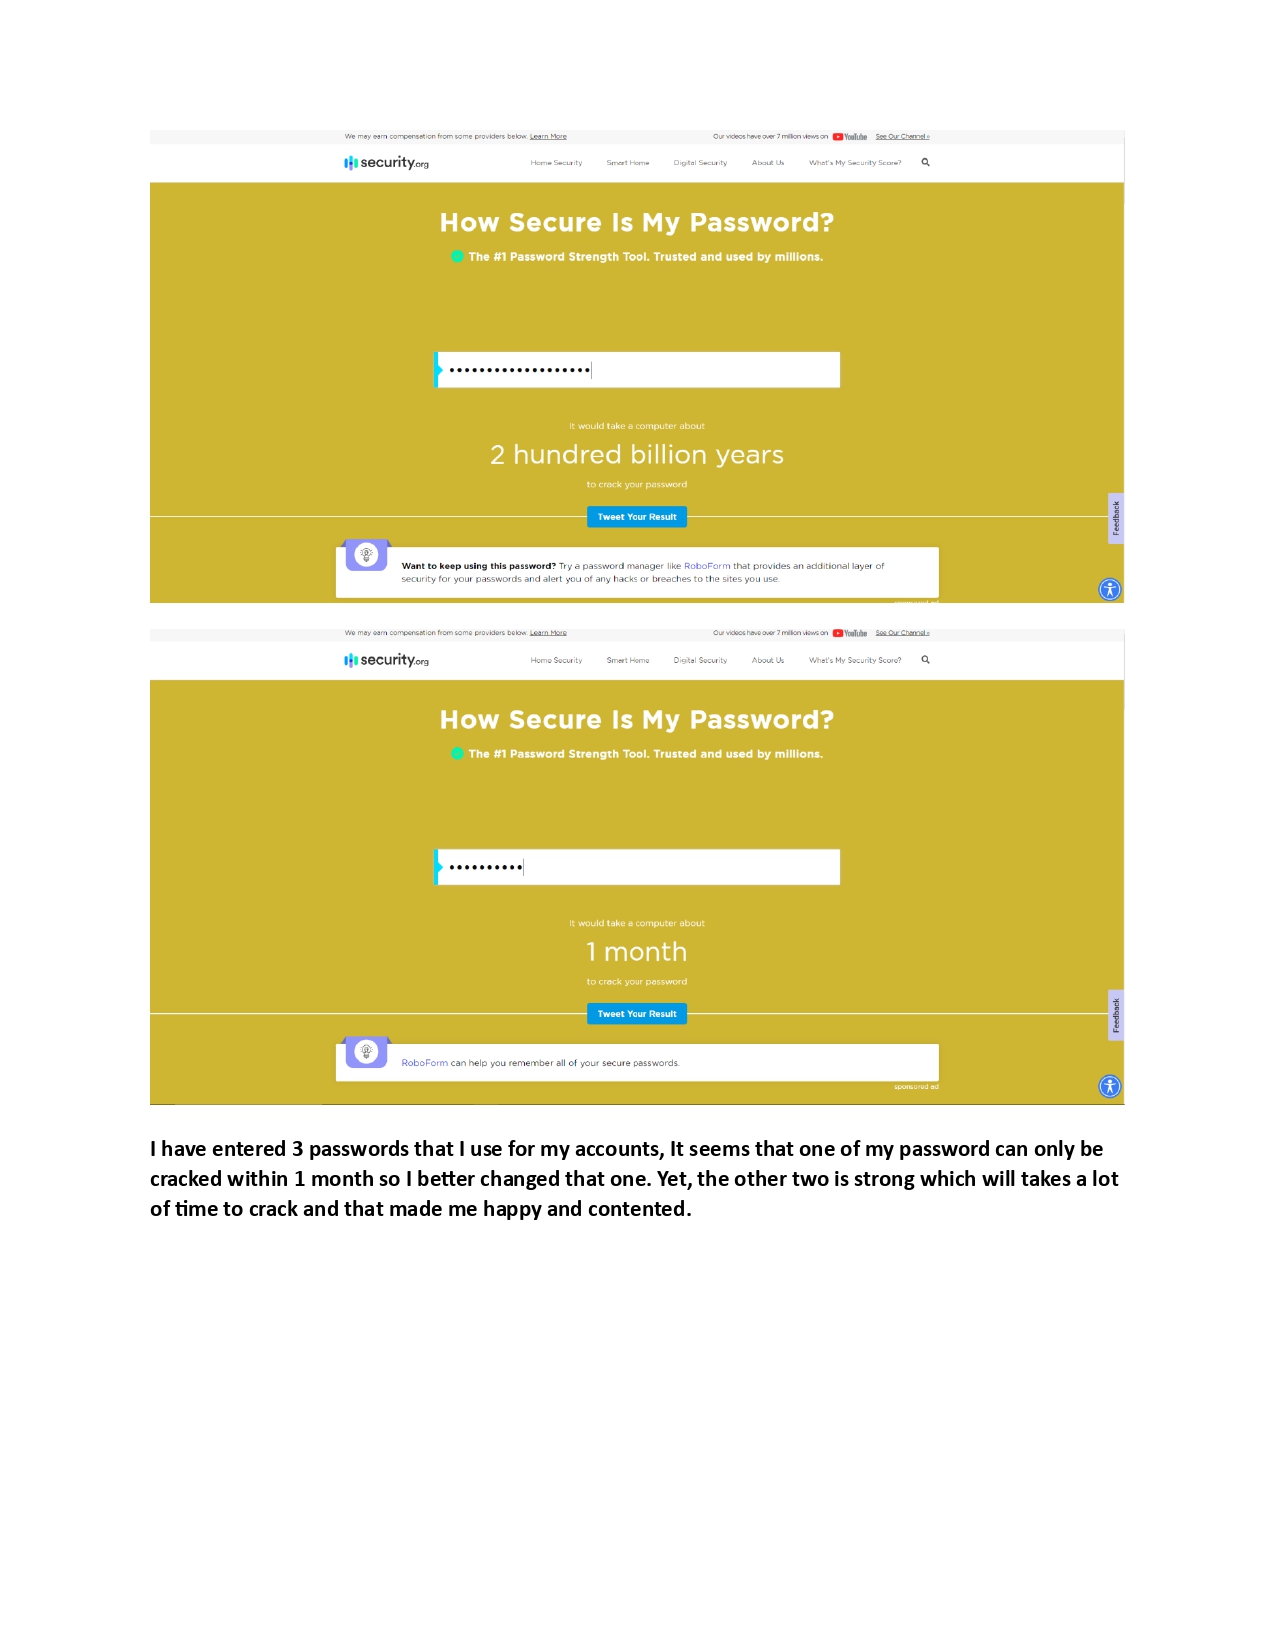 We may earn compensation from some providers below. Learn More
Our videos have over 7 million views on YouTube See Our Channel »
security.org
Home Security Smart Home Digital Security About Us What's My Security Score?
How Secure Is My Password?
The #1 Password Strength Tool. Trusted and used by millions.
•••••••••••••••••••
It would take a computer about
2 hundred billion years
to crack your password
Tweet Your Result
Feedback
Want to keep using this password? Try a password manager like RoboForm that provides an additional layer of
security for your passwords and alert you of any hacks or breaches to the sites you use.
sponsored ad
We may earn compensation from some providers below. Learn More
Our videos have over 7 million views on YouTube See Our Channel »
security.org
Home Security Smart Home Digital Security About Us What's My Security Score?
How Secure Is My Password?
The #1 Password Strength Tool. Trusted and used by millions.
••••••••••
It would take a computer about
1 month
to crack your password
Tweet Your Result
Feedback
RoboForm can help you remember all of your secure passwords.
sponsored ad
I have entered 3 passwords that I use for my accounts, It seems that one of my password can only be
cracked within 1 month so I better changed that one. Yet, the other two is strong which will takes a lot
of time to crack and that made me happy and contented.